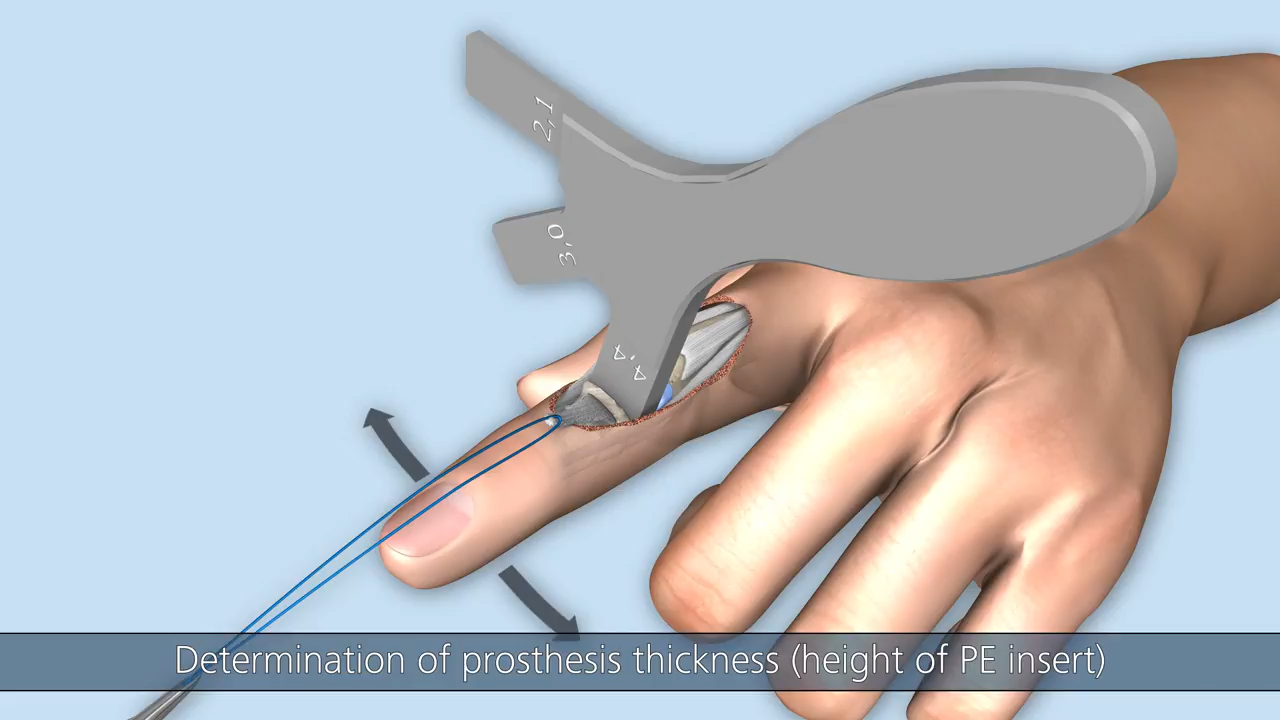 2,1
3,0
4,4
Determination of prosthesis thickness (height of PE insert)